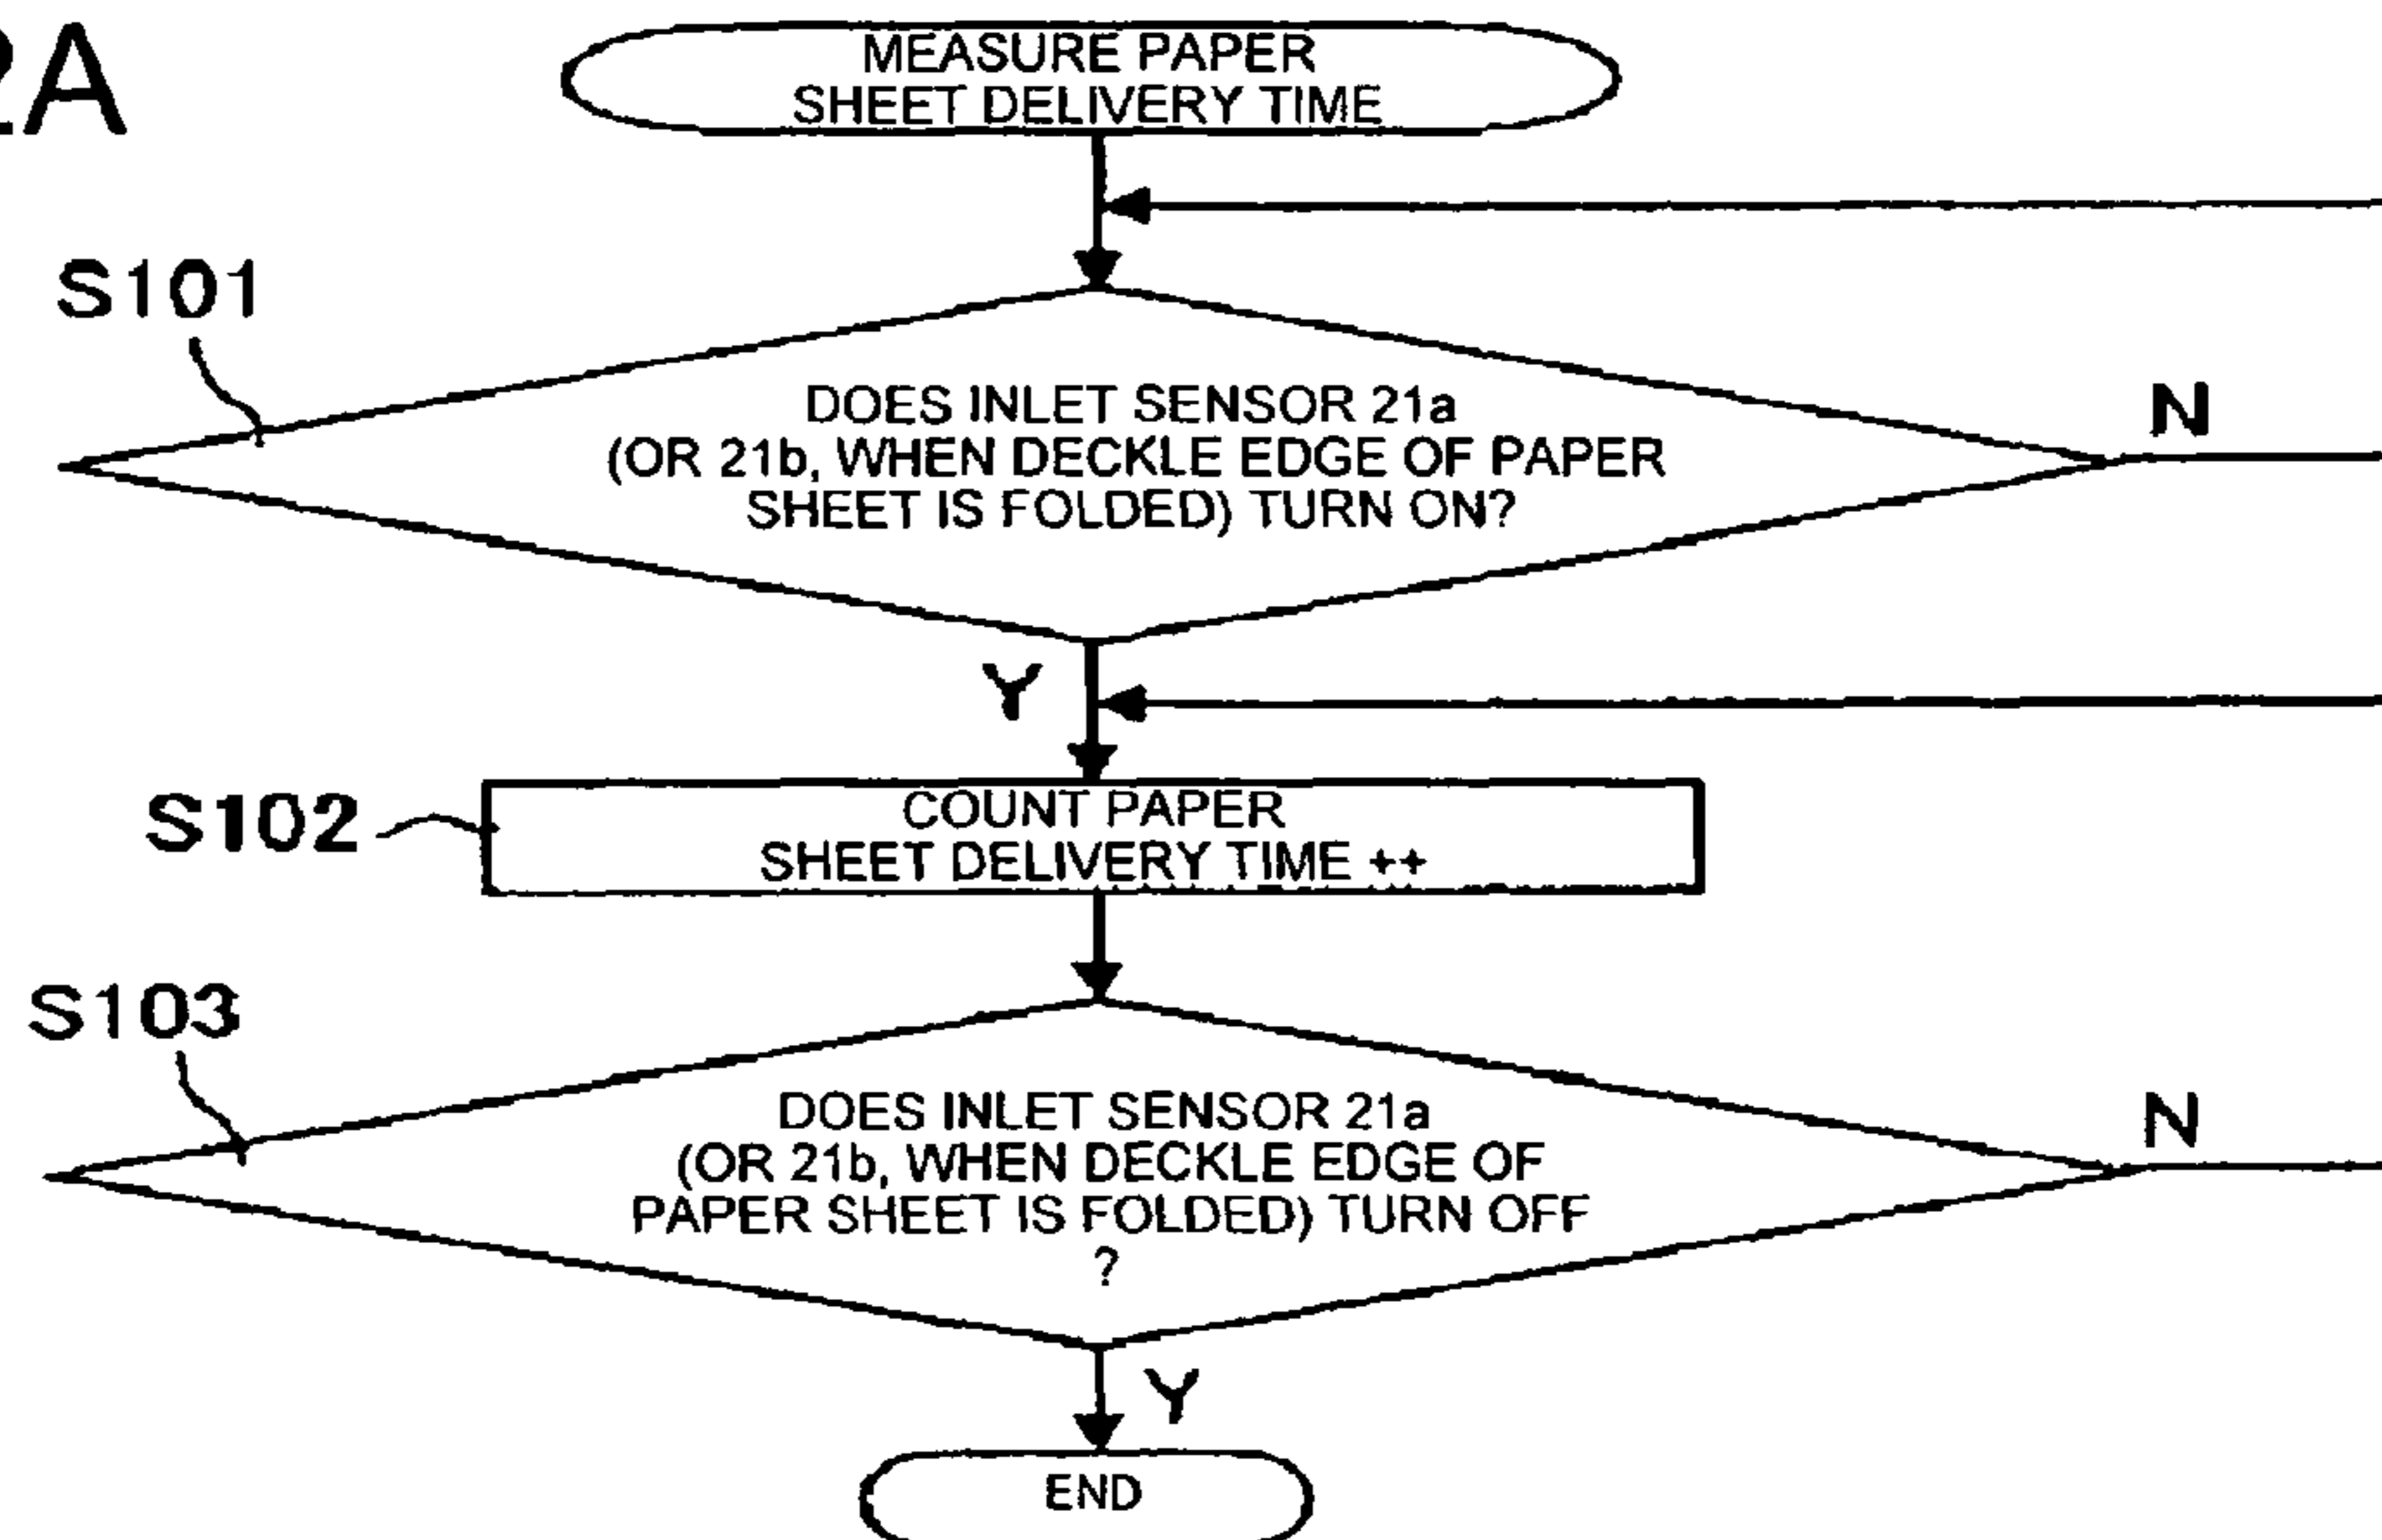 2A
MEASURE PAPER
SHEET DELIVERY TIME
S101
DOES INLET SENSOR 21a
(OR 21b, WHEN DECKLE EDGE OF PAPER
SHEET IS FOLDED) TURN ON?
N
Y
S102
COUNT PAPER
SHEET DELIVERY TIME ++
S103
DOES INLET SENSOR 21a
(OR 21b, WHEN DECKLE EDGE OF
PAPER SHEET IS FOLDED) TURN OFF
?
N
Y
END